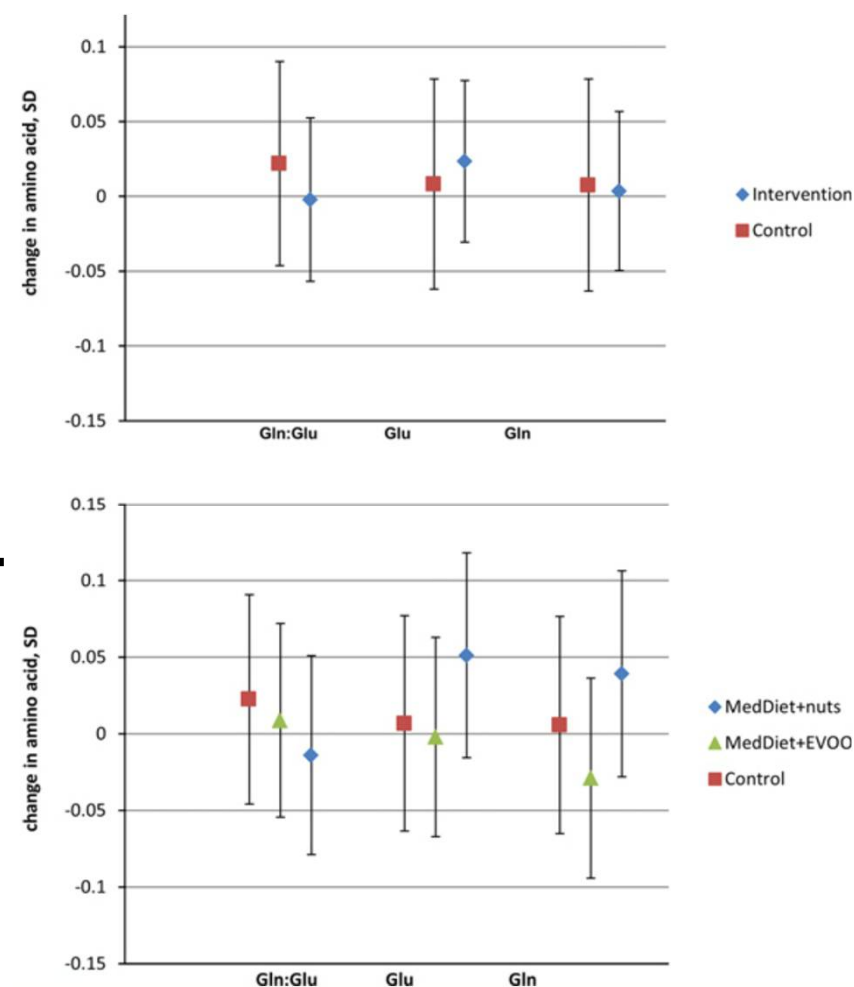 0.1
0.05
0
-0.05
-0.1
-0.15
change in amino acid, SD
Gln:Glu Glu Gln
Intervention
Control
0.15
0.1
0.05
0
-0.05
-0.1
-0.15
change in amino acid, SD
Gln:Glu Glu Gln
MedDiet+nuts
MedDiet+EVOO
Control